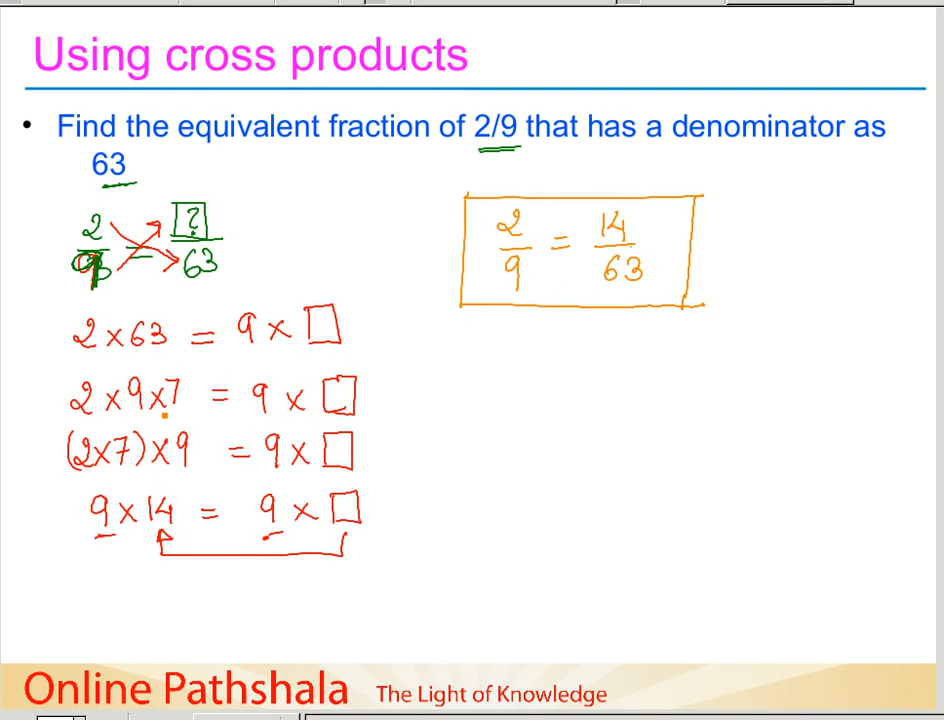 Using cross products
• Find the equivalent fraction of 2/9 that has a denominator as
63
2/9 = ?/63
2/9 = 14/63
2 × 63 = 9 × □
2 × 9 × 7 = 9 × □
(2×7) × 9 = 9 × □
9 × 14 = 9 × □
Online Pathshala The Light of Knowledge